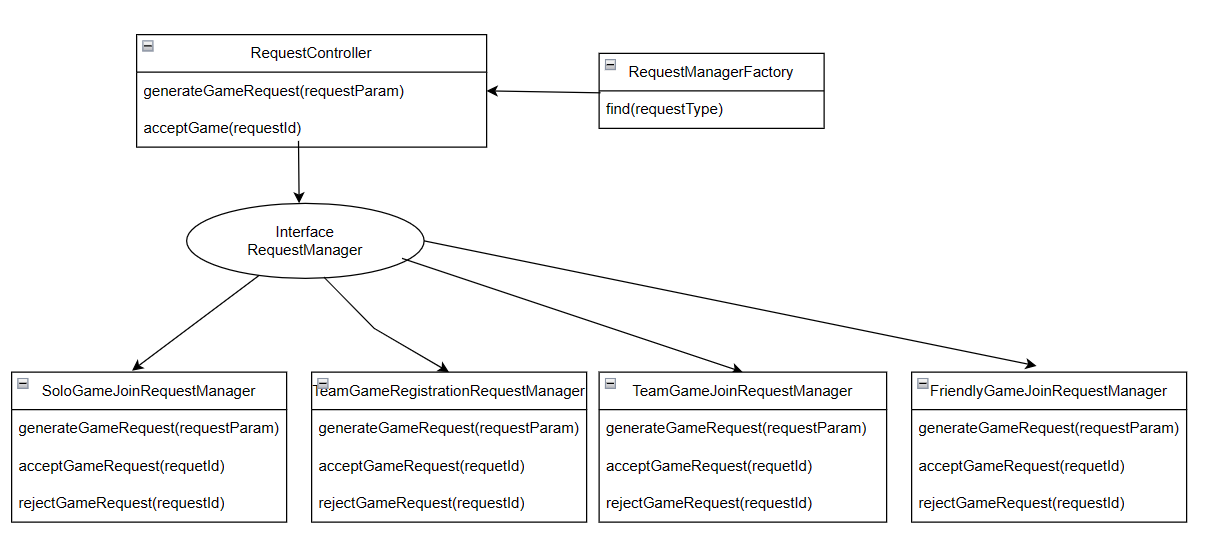 RequestController
generateGameRequest(requestParam)
acceptGame(requestId)
RequestManagerFactory
find(requestType)
Interface
RequestManager
SoloGameJoinRequestManager
generateGameRequest(requestParam)
acceptGameRequest(requetId)
rejectGameRequest(requestId)
TeamGameRegistrationRequestManager
generateGameRequest(requestParam)
acceptGameRequest(requetId)
rejectGameRequest(requestId)
TeamGameJoinRequestManager
generateGameRequest(requestParam)
acceptGameRequest(requetId)
rejectGameRequest(requestId)
FriendlyGameJoinRequestManager
generateGameRequest(requestParam)
acceptGameRequest(requetId)
rejectGameRequest(requestId)